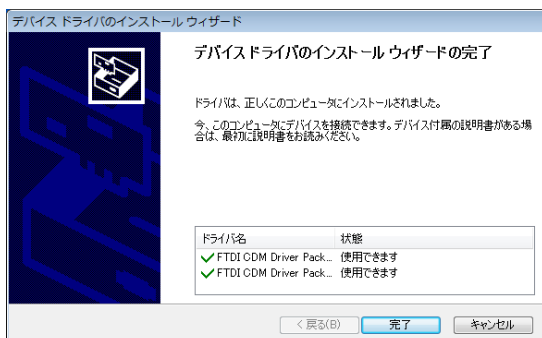 デバイス ドライバのインストール ウィザード
デバイス ドライバのインストール ウィザードの完了
ドライバは、正しくこのコンピュータにインストールされました。
今、このコンピュータにデバイスを接続できます。デバイス付属の説明書がある場
合は、最初に説明書をお読みください。
ドライバ名 状態
FTDI CDM Driver Pack... 使用できます
FTDI CDM Driver Pack... 使用できます
< 戻る(B) 完了 キャンセル